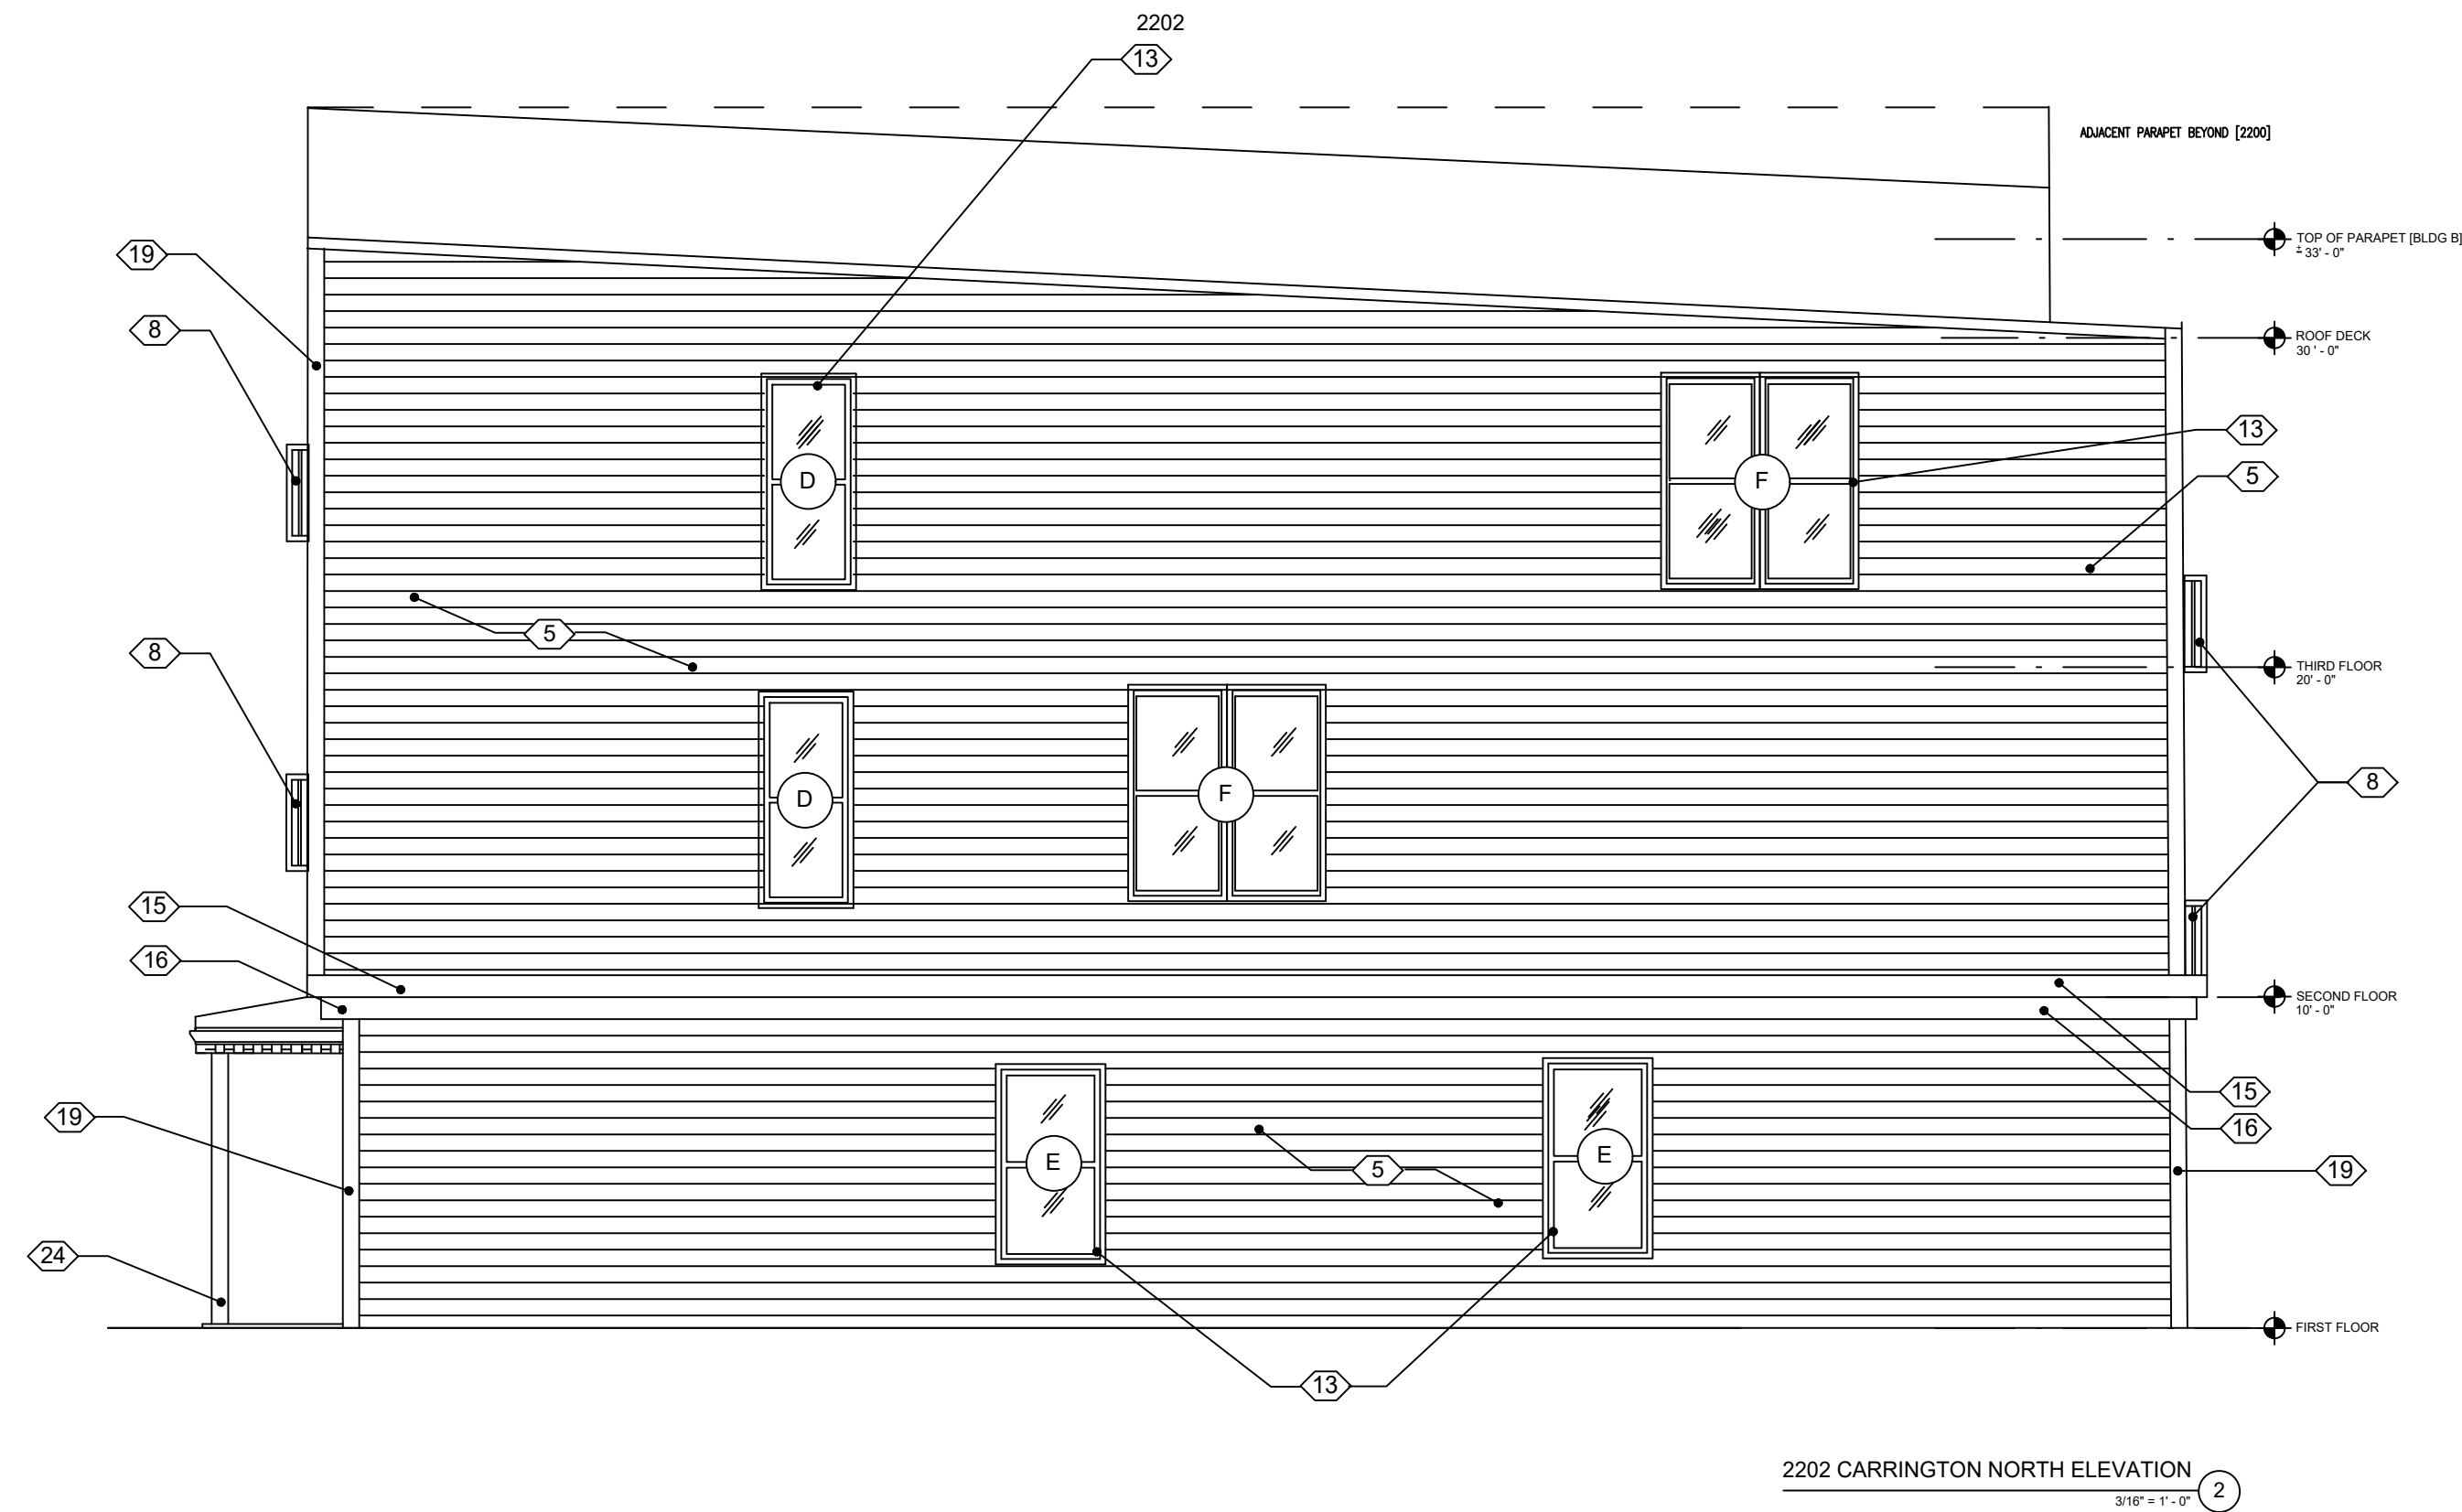 2202
13
ADJACENT PARAPET BEYOND [2200]
TOP OF PARAPET [BLDG B]
± 33' - 0"
19
8
ROOF DECK
30 ' - 0"
13
5
D
F
5
8
THIRD FLOOR
20' - 0"
8
D
F
15
16
SECOND FLOOR
10' - 0"
15
16
19
E
E
5
19
24
FIRST FLOOR
13
2202 CARRINGTON NORTH ELEVATION
3/16" = 1' - 0"
2